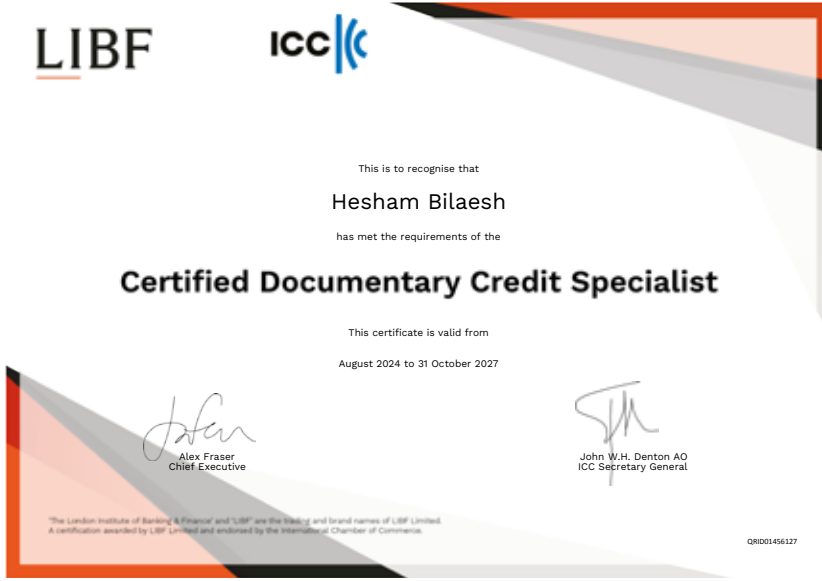 LIBF
ICC
This is to recognise that
Hesham Bilaesh
has met the requirements of the
Certified Documentary Credit Specialist
This certificate is valid from
August 2024 to 31 October 2027
Alex Fraser
Chief Executive
John W.H. Denton AO
ICC Secretary General
'The London Institute of Banking & Finance' and 'LIBF' are the trading and brand names of LIBF Limited.
A certification awarded by LIBF Limited and endorsed by the International Chamber of Commerce.
QRID01456127